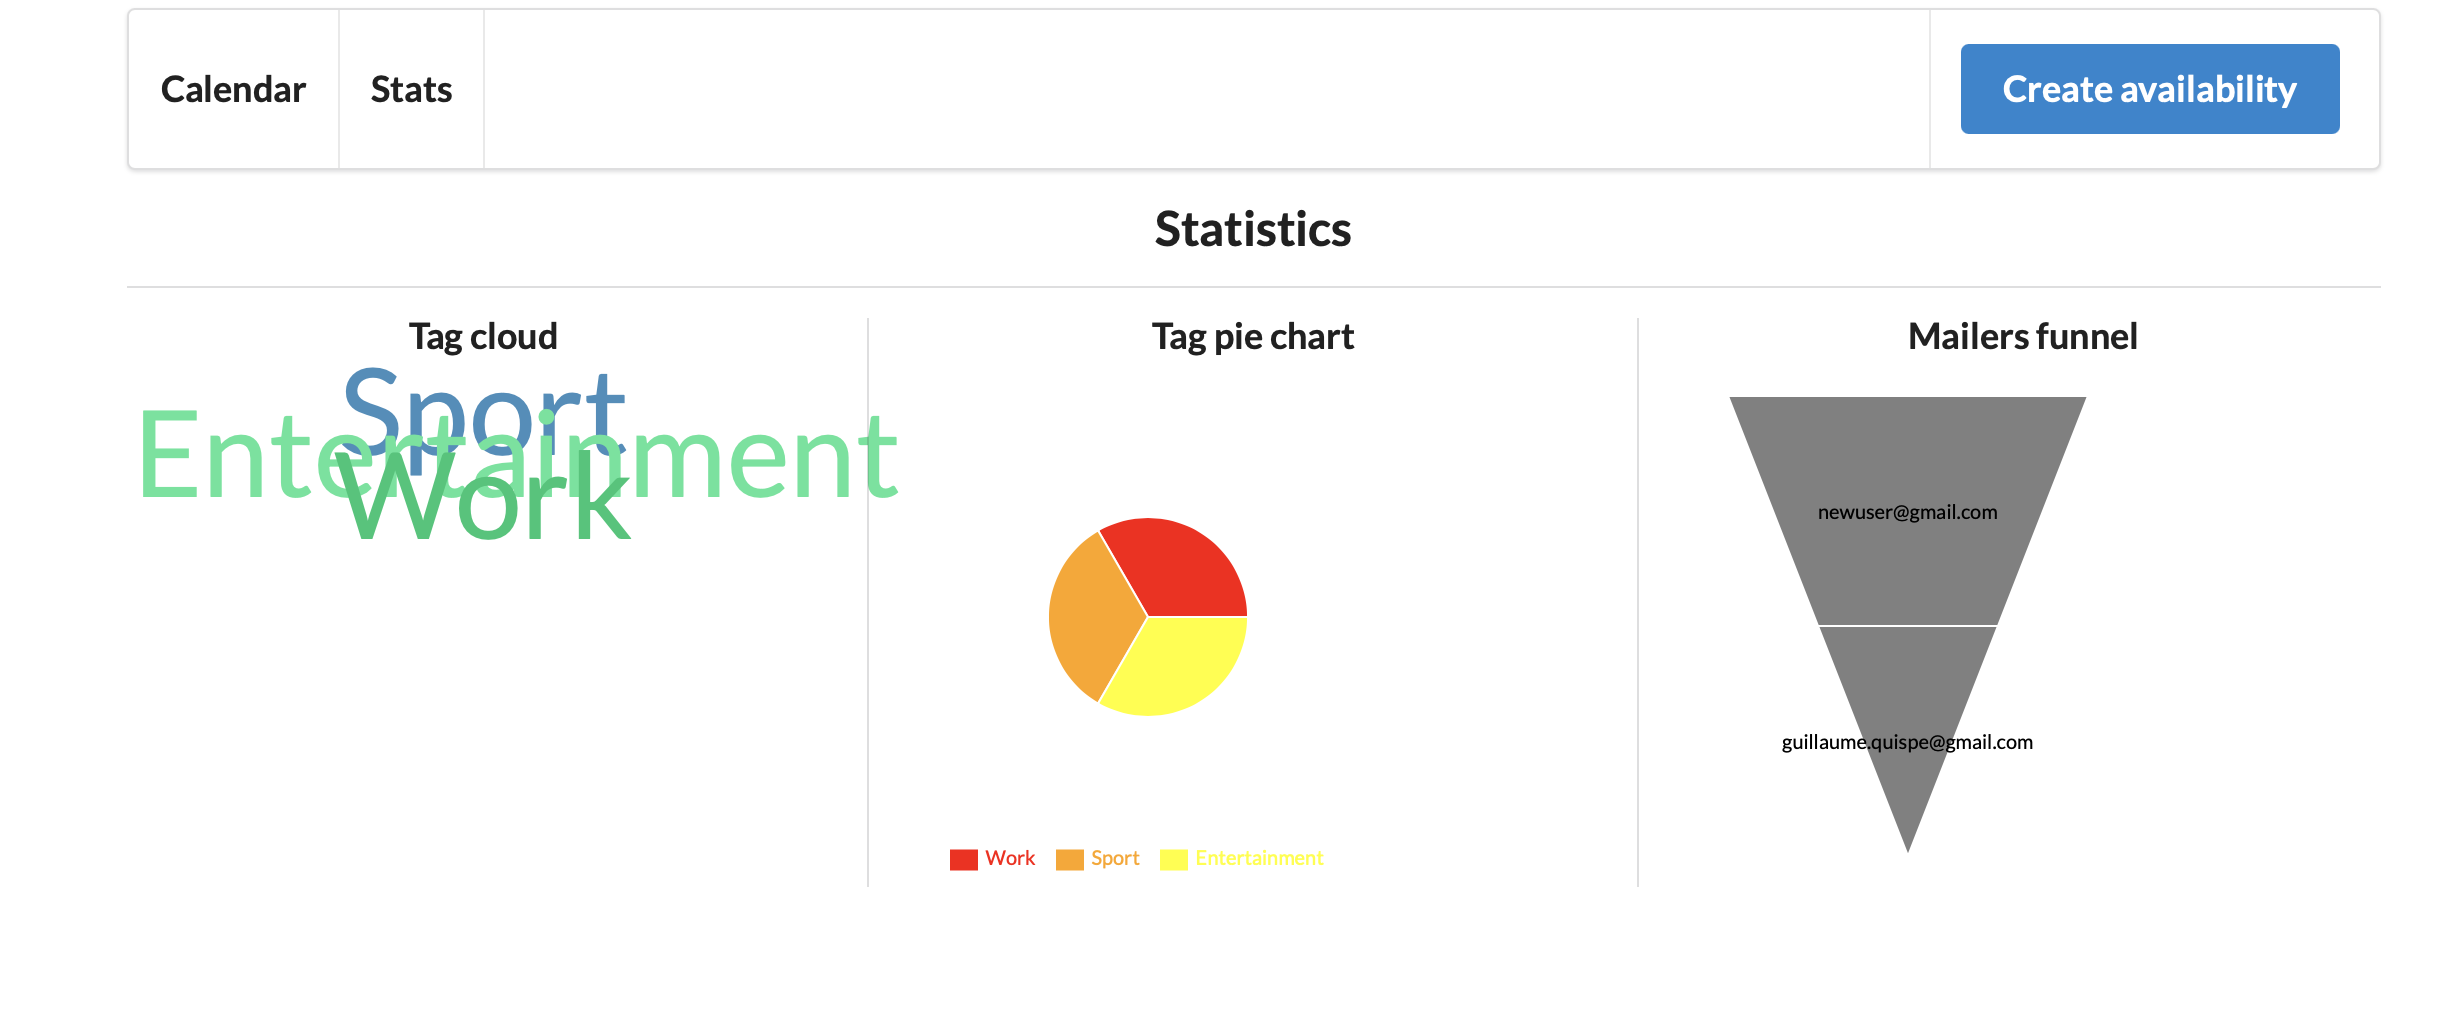 Calendar
Stats
Create availability
Statistics
Tag cloud
Sport
Entertainment
Work
Tag pie chart
Work
Sport
Entertainment
Mailers funnel
newuser@gmail.com
guillaume.quispe@gmail.com